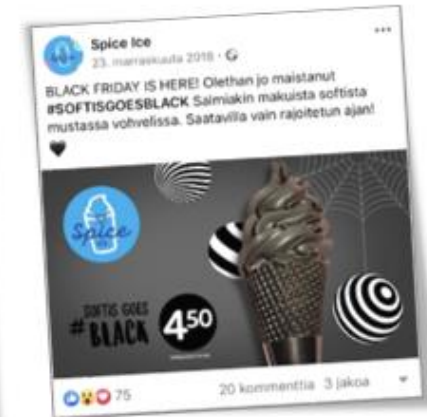 Spice Ice
23. marraskuuta 2018
BLACK FRIDAY IS HERE! Olethan jo maistanut
#SOFTISGOESBLACK Salmiakin makuista softista
mustassa vohvelissa. Saatavilla vain rajoitetun ajan!
Spice
SOFTIS GOES
#BLACK
4,50
75
20 kommenttia 3 jakoa